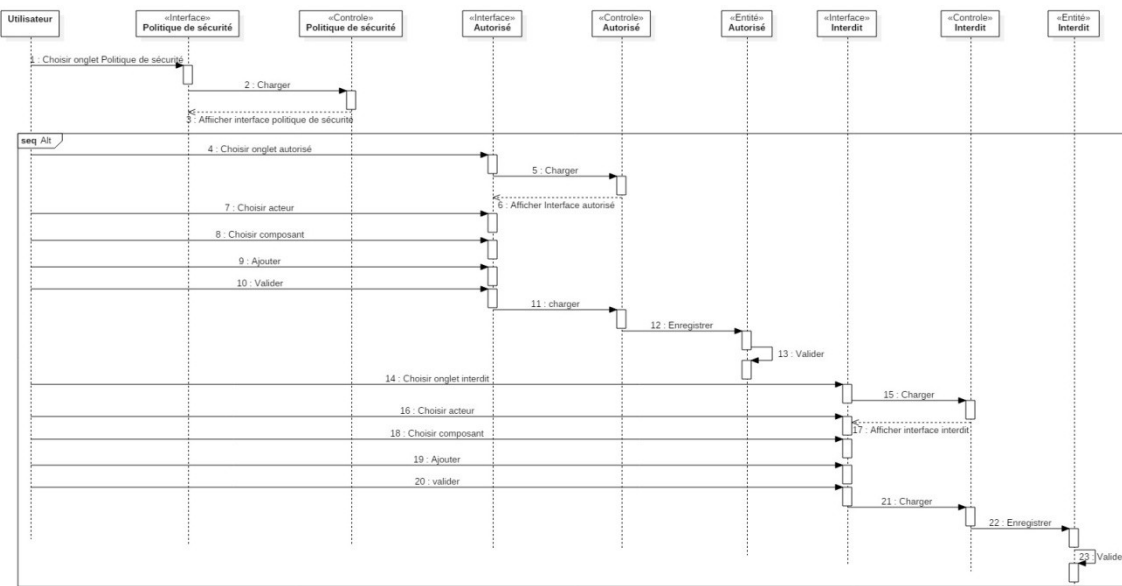 Utilisateur
«Interface»
Politique de sécurité
«Controle»
Politique de sécurité
«Interface»
Autorisé
«Controle»
Autorisé
«Entité»
Autorisé
«Interface»
Interdit
«Controle»
Interdit
«Entité»
Interdit
1 : Choisir onglet Politique de sécurité
2 : Charger
3 : Affiicher interface politique de sécurité
seq Alt
4 : Choisir onglet autorisé
5 : Charger
6 : Afficher Interface autorisé
7 : Choisir acteur
8 : Choisir composant
9 : Ajouter
10 : Valider
11 : charger
12 : Enregistrer
13 : Valider
14 : Choisir onglet interdit
15 : Charger
16 : Choisir acteur
17 : Afficher interface interdit
18 : Choisir composant
19 : Ajouter
20 : valider
21 : Charger
22 : Enregistrer
23 : Valide